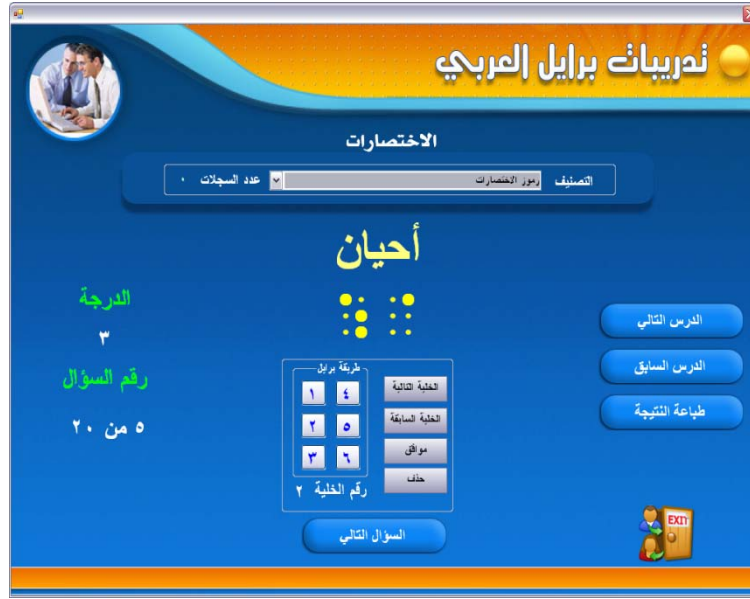 تدريبات برايل العربي
الاختصارات
التصنيف رموز الاختصارات عدد السجلات ٠
أحيان
الدرجة
٣
رقم السؤال
٥ من ٢٠
الدرس التالي
الدرس السابق
طباعة النتيجة
طريقة برايل
١ ٤
٢ ٥
٣ ٦
الخلية التالية
الخلية السابقة
موافق
حذف
رقم الخلية ٢
السؤال التالي
EXIT